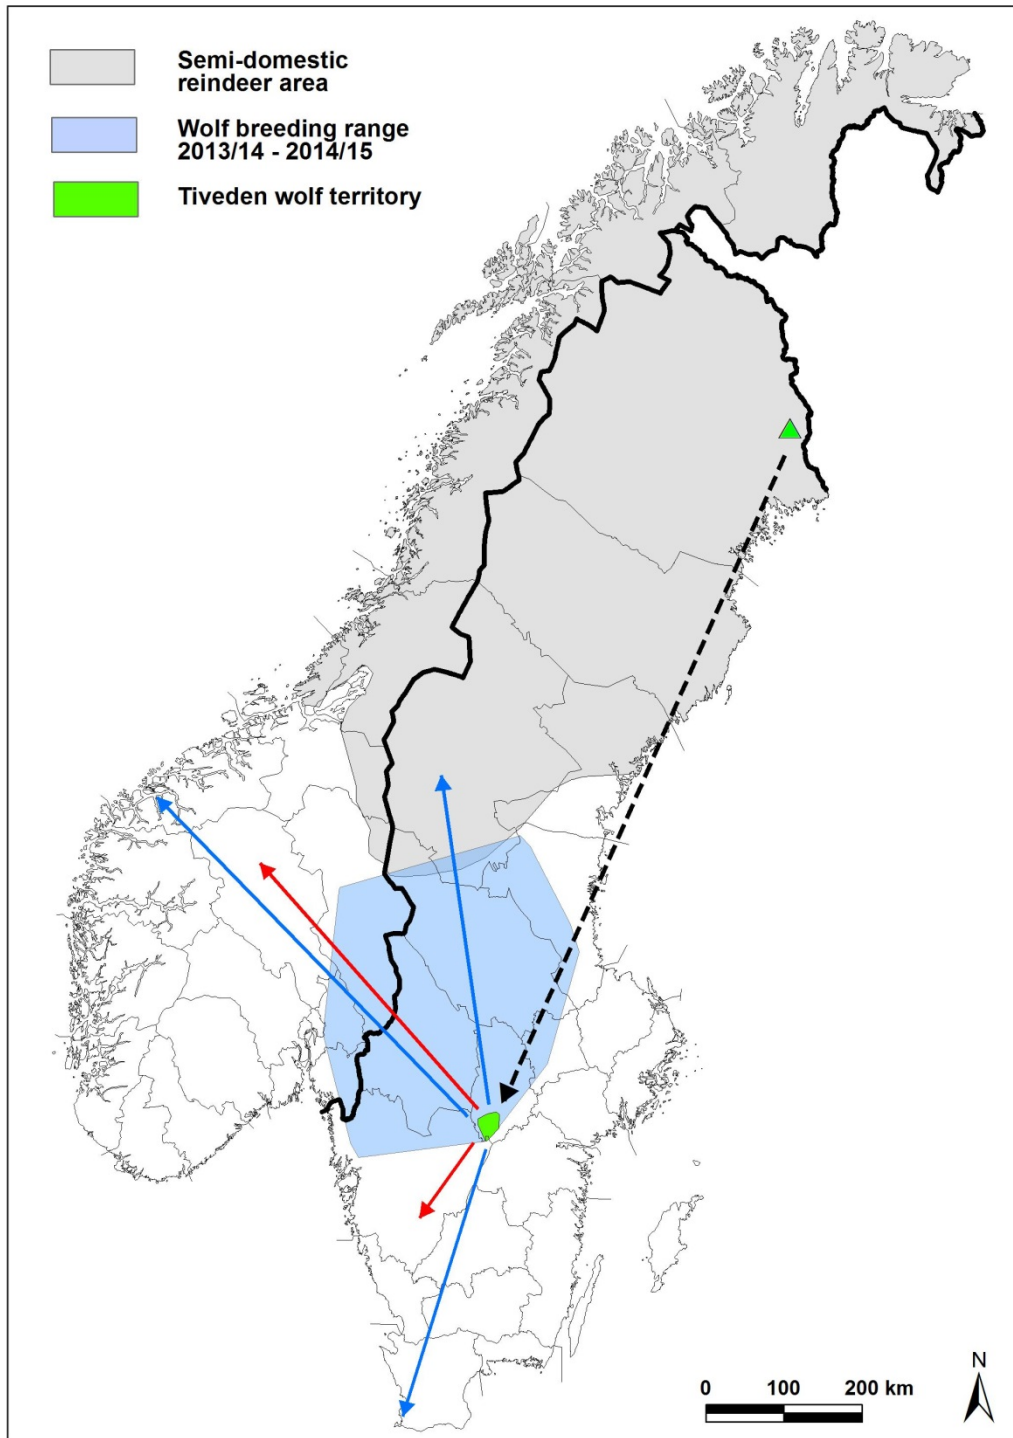 Semi-domestic
reindeer area
Wolf breeding range
2013/14 - 2014/15
Tiveden wolf territory
N
0 100 200 km